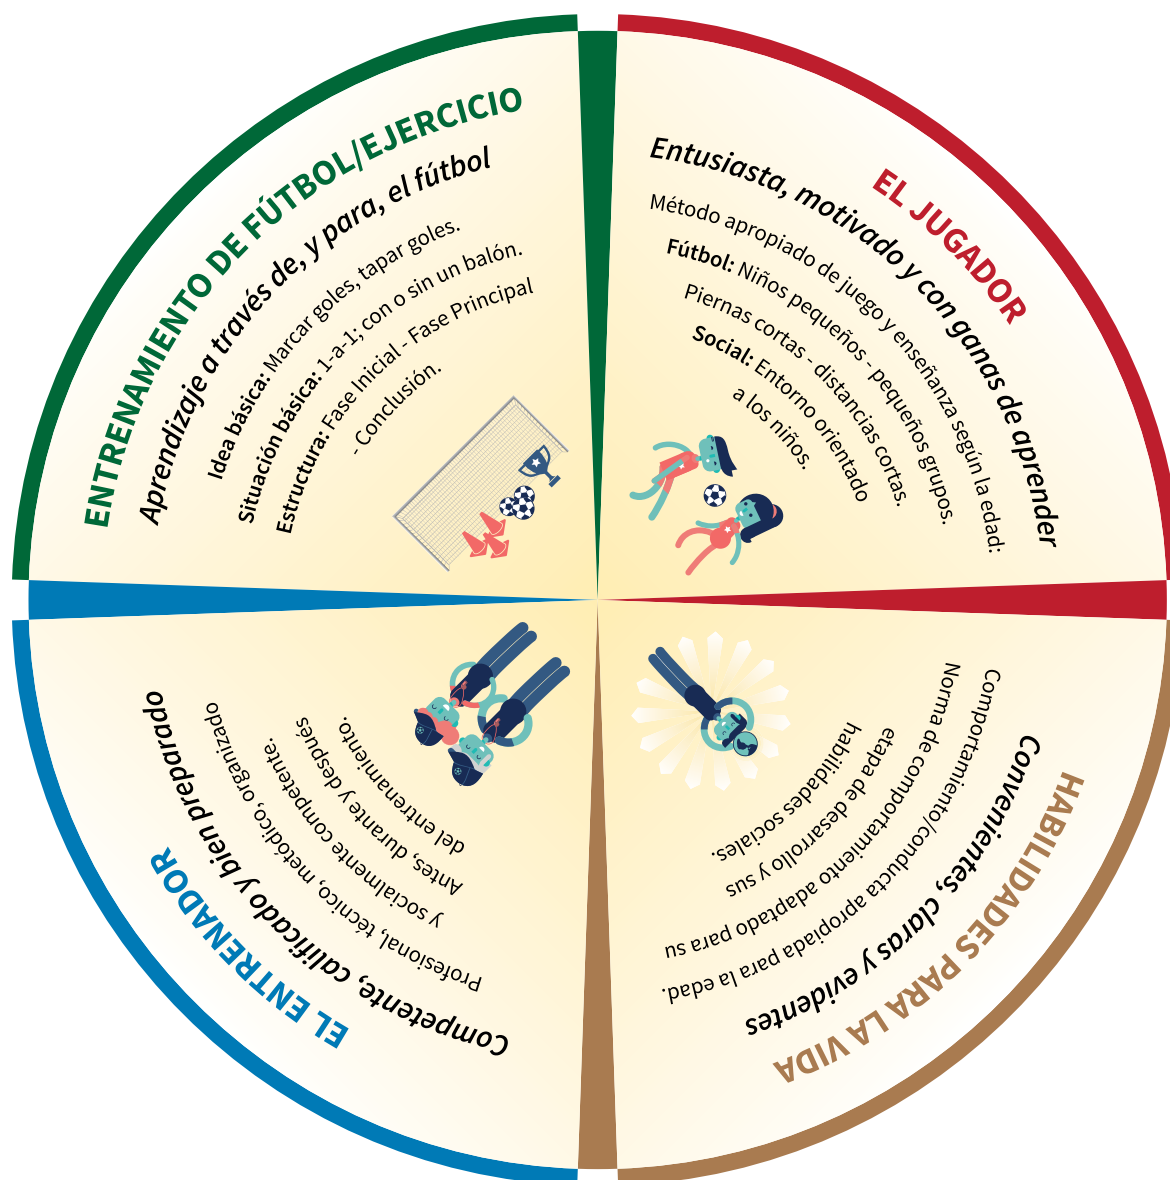 ENTRENAMIENTO DE FÚTBOL/EJERCICIO
Aprendizaje a través de, y para, el fútbol
Idea básica: Marcar goles, tapar goles.
Situación básica: 1-a-1; con o sin un balón.
Estructura: Fase Inicial - Fase Principal
- Conclusión.
EL JUGADOR
Entusiasta, motivado y con ganas de aprender
Método apropiado de juego y enseñanza según la edad:
Fútbol: Niños pequeños - pequeños grupos.
Piernas cortas - distancias cortas.
Social: Entorno orientado
a los niños.
HABILIDADES PARA LA VIDA
Convenientes, claras y evidentes
Comportamiento/conducta apropiada para la edad.
Norma de comportamiento adaptado para su
etapa de desarrollo y sus
habilidades sociales.
EL ENTRENADOR
Competente, calificado y bien preparado
Profesional, técnico, metódico, organizado
y socialmente competente.
Antes, durante y después
del entrenamiento.